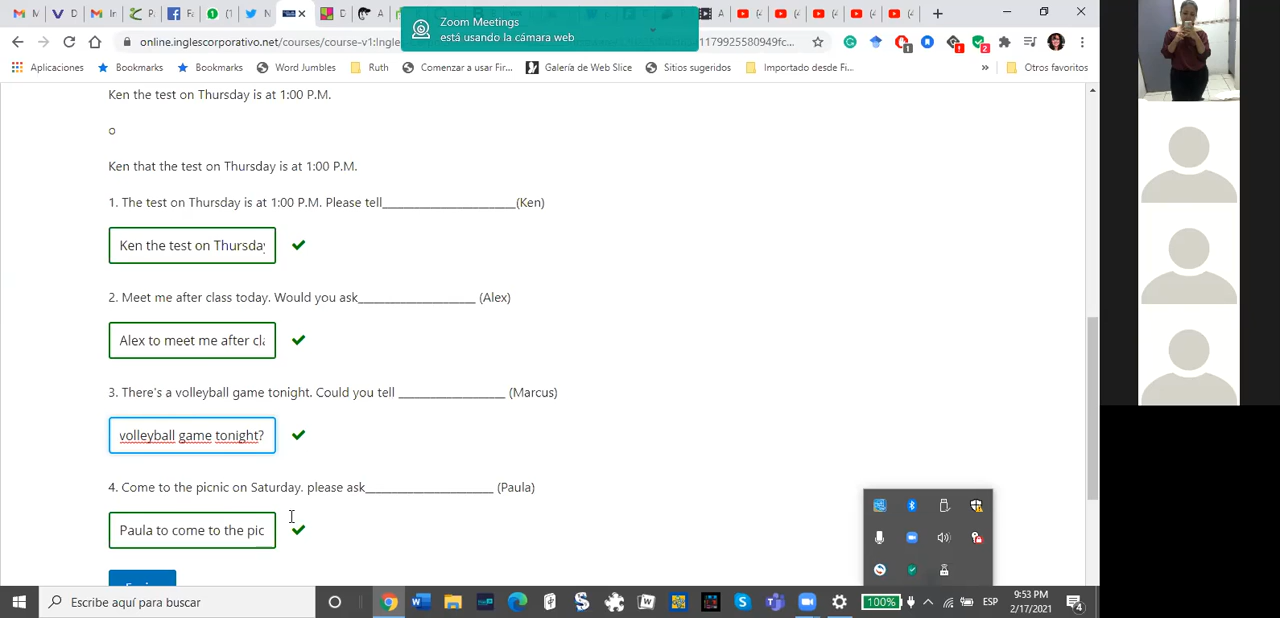 Zoom Meetings
está usando la cámara web
online.inglescorporativo.net/courses/course-v1:Ingle
1179925580949fc...
Aplicaciones
Bookmarks
Bookmarks
Word Jumbles
Ruth
Comenzar a usar Fir...
Galería de Web Slice
Sitios sugeridos
Importado desde Fi...
»
Otros favoritos
Ken the test on Thursday is at 1:00 P.M.
o
Ken that the test on Thursday is at 1:00 P.M.
1. The test on Thursday is at 1:00 P.M. Please tell____________________(Ken)
Ken the test on Thursday
2. Meet me after class today. Would you ask__________________ (Alex)
Alex to meet me after cla
3. There's a volleyball game tonight. Could you tell ________________ (Marcus)
volleyball game tonight?
4. Come to the picnic on Saturday. please ask____________________ (Paula)
Paula to come to the pic
Escribe aquí para buscar
100%
ESP
9:53 PM
2/17/2021
4